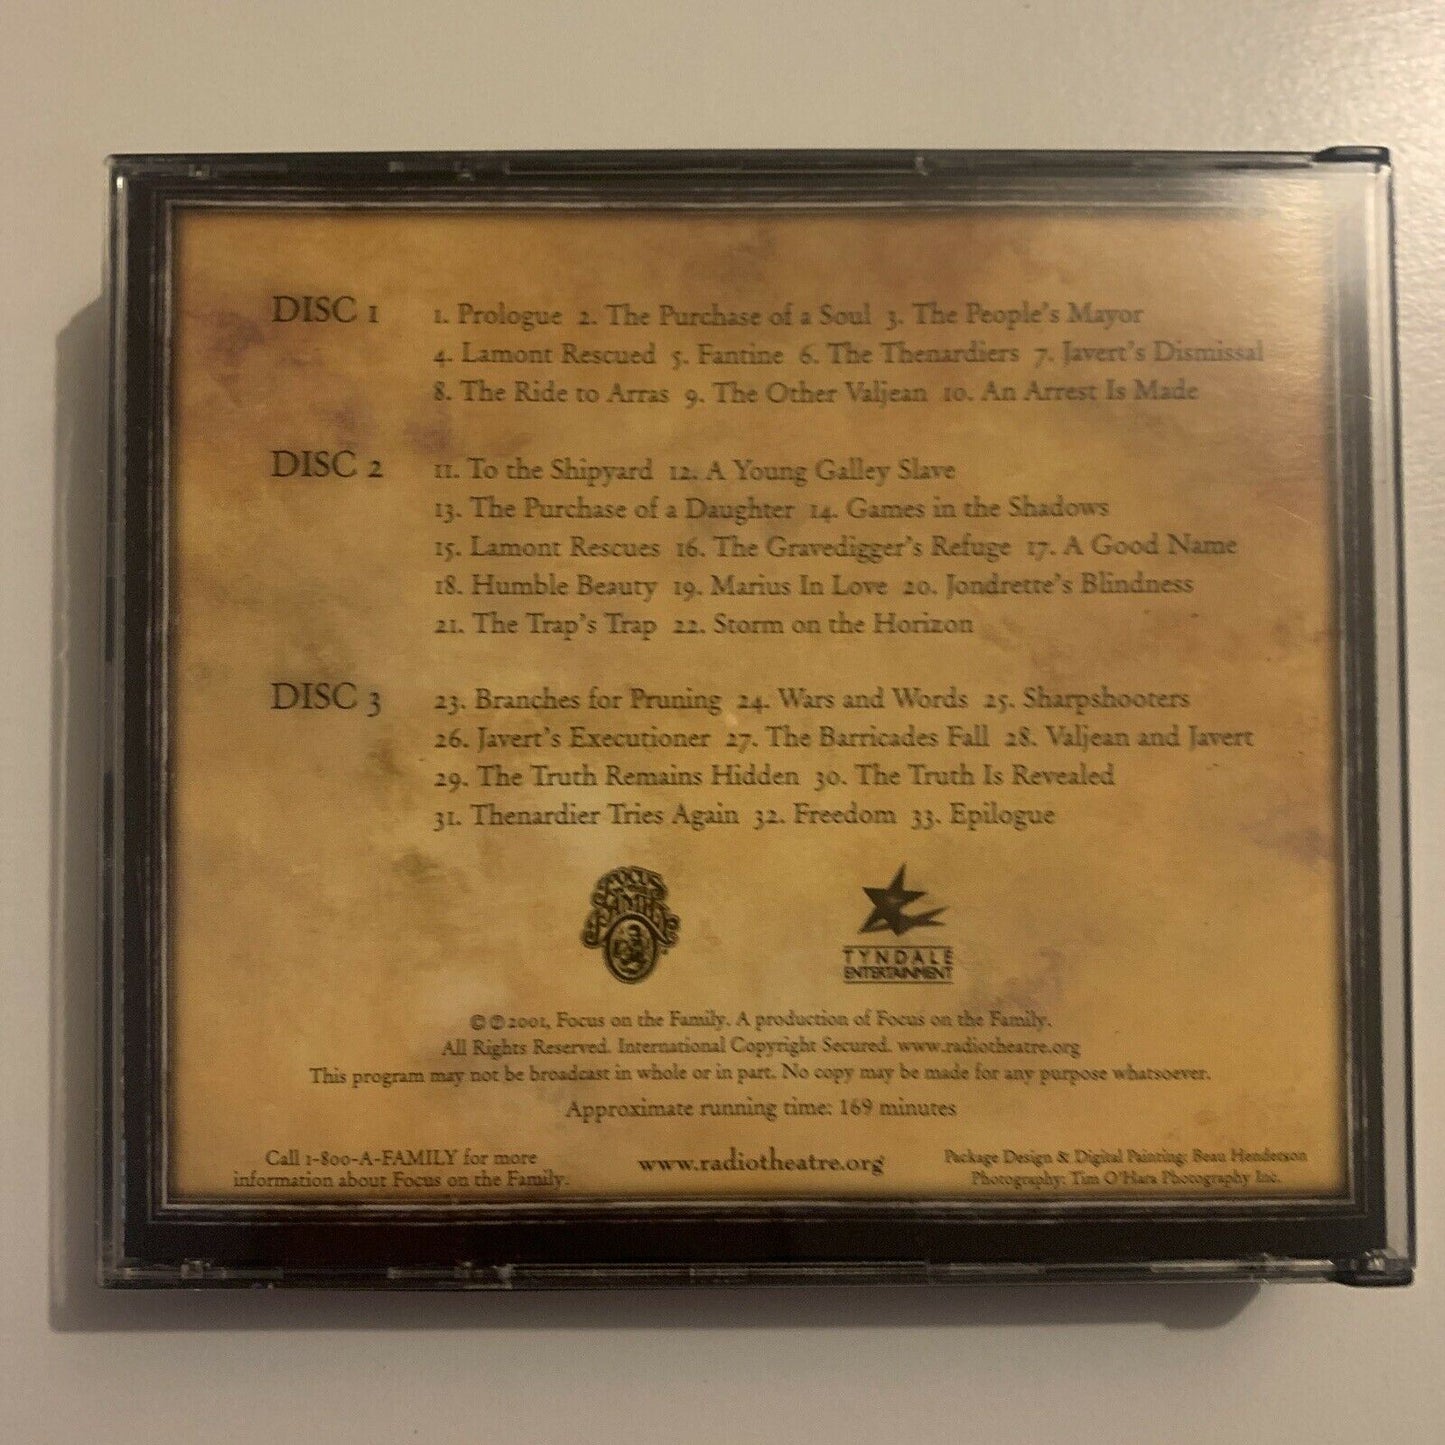 DISC 1 1. Prologue 2. The Purchase of a Soul 3. The People's Mayor
4. Lamont Rescued 5. Fantine 6. The Thenardiers 7. Javert's Dismissal
8. The Ride to Arras 9. The Other Valjean 10. An Arrest Is Made
DISC 2 11. To the Shipyard 12. A Young Galley Slave
13. The Purchase of a Daughter 14. Games in the Shadows
15. Lamont Rescues 16. The Gravedigger's Refuge 17. A Good Name
18. Humble Beauty 19. Marius In Love 20. Jondrette's Blindness
21. The Trap's Trap 22. Storm on the Horizon
DISC 3 23. Branches for Pruning 24. Wars and Words 25. Sharpshooters
26. Javert's Executioner 27. The Barricades Fall 28. Valjean and Javert
29. The Truth Remains Hidden 30. The Truth Is Revealed
31. Thenardier Tries Again 32. Freedom 33. Epilogue
FOCUS
ON THE
FAMILY
TYNDALE
ENTERTAINMENT
©℗2001, Focus on the Family. A production of Focus on the Family.
All Rights Reserved. International Copyright Secured. www.radiotheatre.org
This program may not be broadcast in whole or in part. No copy may be made for any purpose whatsoever.
Approximate running time: 169 minutes
Call 1-800-A-FAMILY for more
information about Focus on the Family.
www.radiotheatre.org
Package Design & Digital Painting: Beau Henderson
Photography: Tim O'Hara Photography Inc.